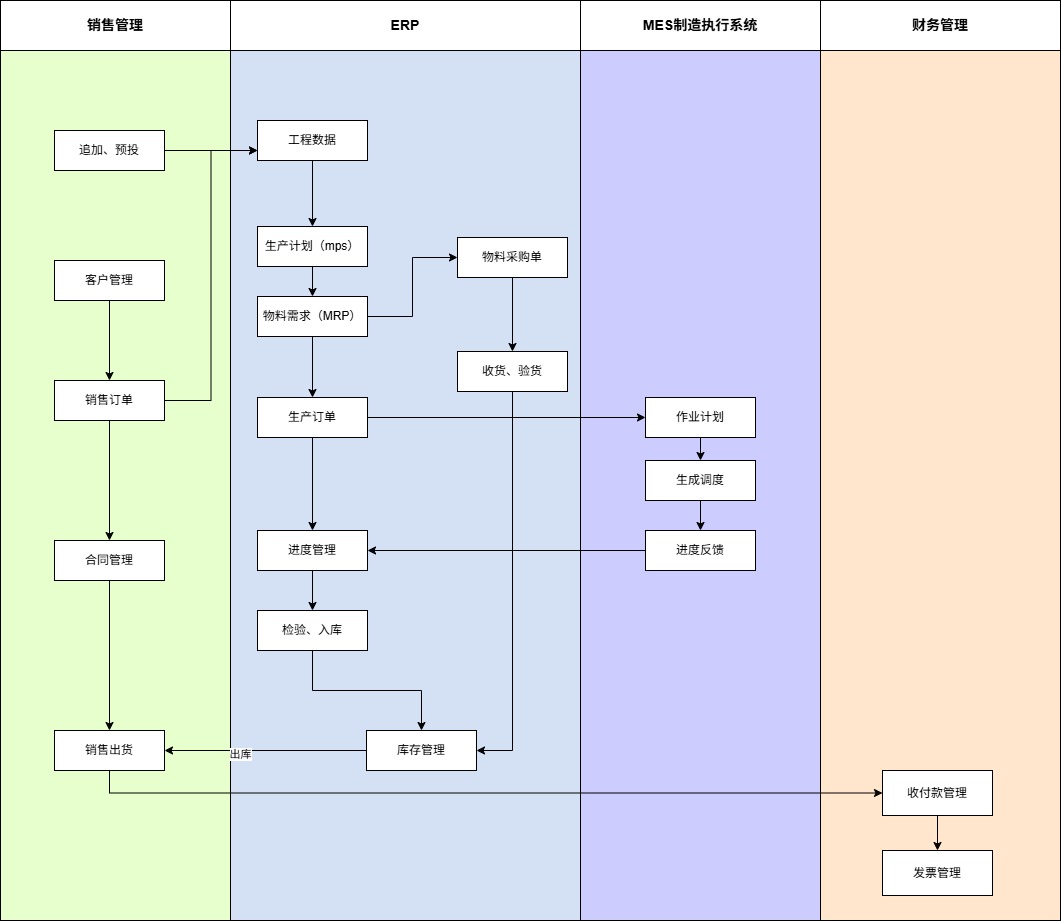 销售管理
ERP
MES制造执行系统
财务管理
追加、预投
工程数据
客户管理
生产计划（mps）
物料采购单
物料需求（MRP）
收货、验货
销售订单
生产订单
作业计划
生成调度
合同管理
进度管理
进度反馈
检验、入库
销售出货
出库
库存管理
收付款管理
发票管理